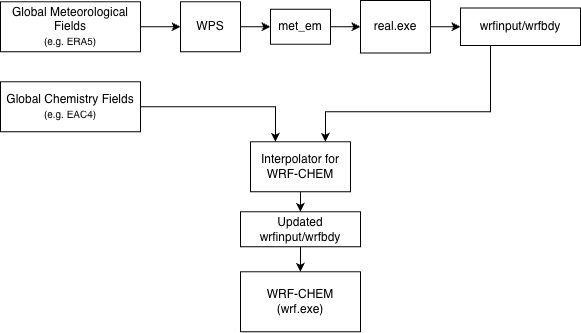 Global Meteorological
Fields
(e.g. ERA5)
WPS
met_em
real.exe
wrfinput/wrfbdy
Global Chemistry Fields
(e.g. EAC4)
Interpolator for
WRF-CHEM
Updated
wrfinput/wrfbdy
WRF-CHEM
(wrf.exe)